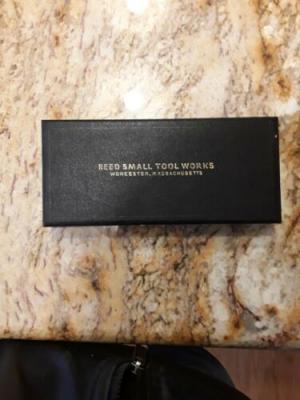 REED SMALL TOOL WORKS
WORCESTER, MASSACHUSETTS